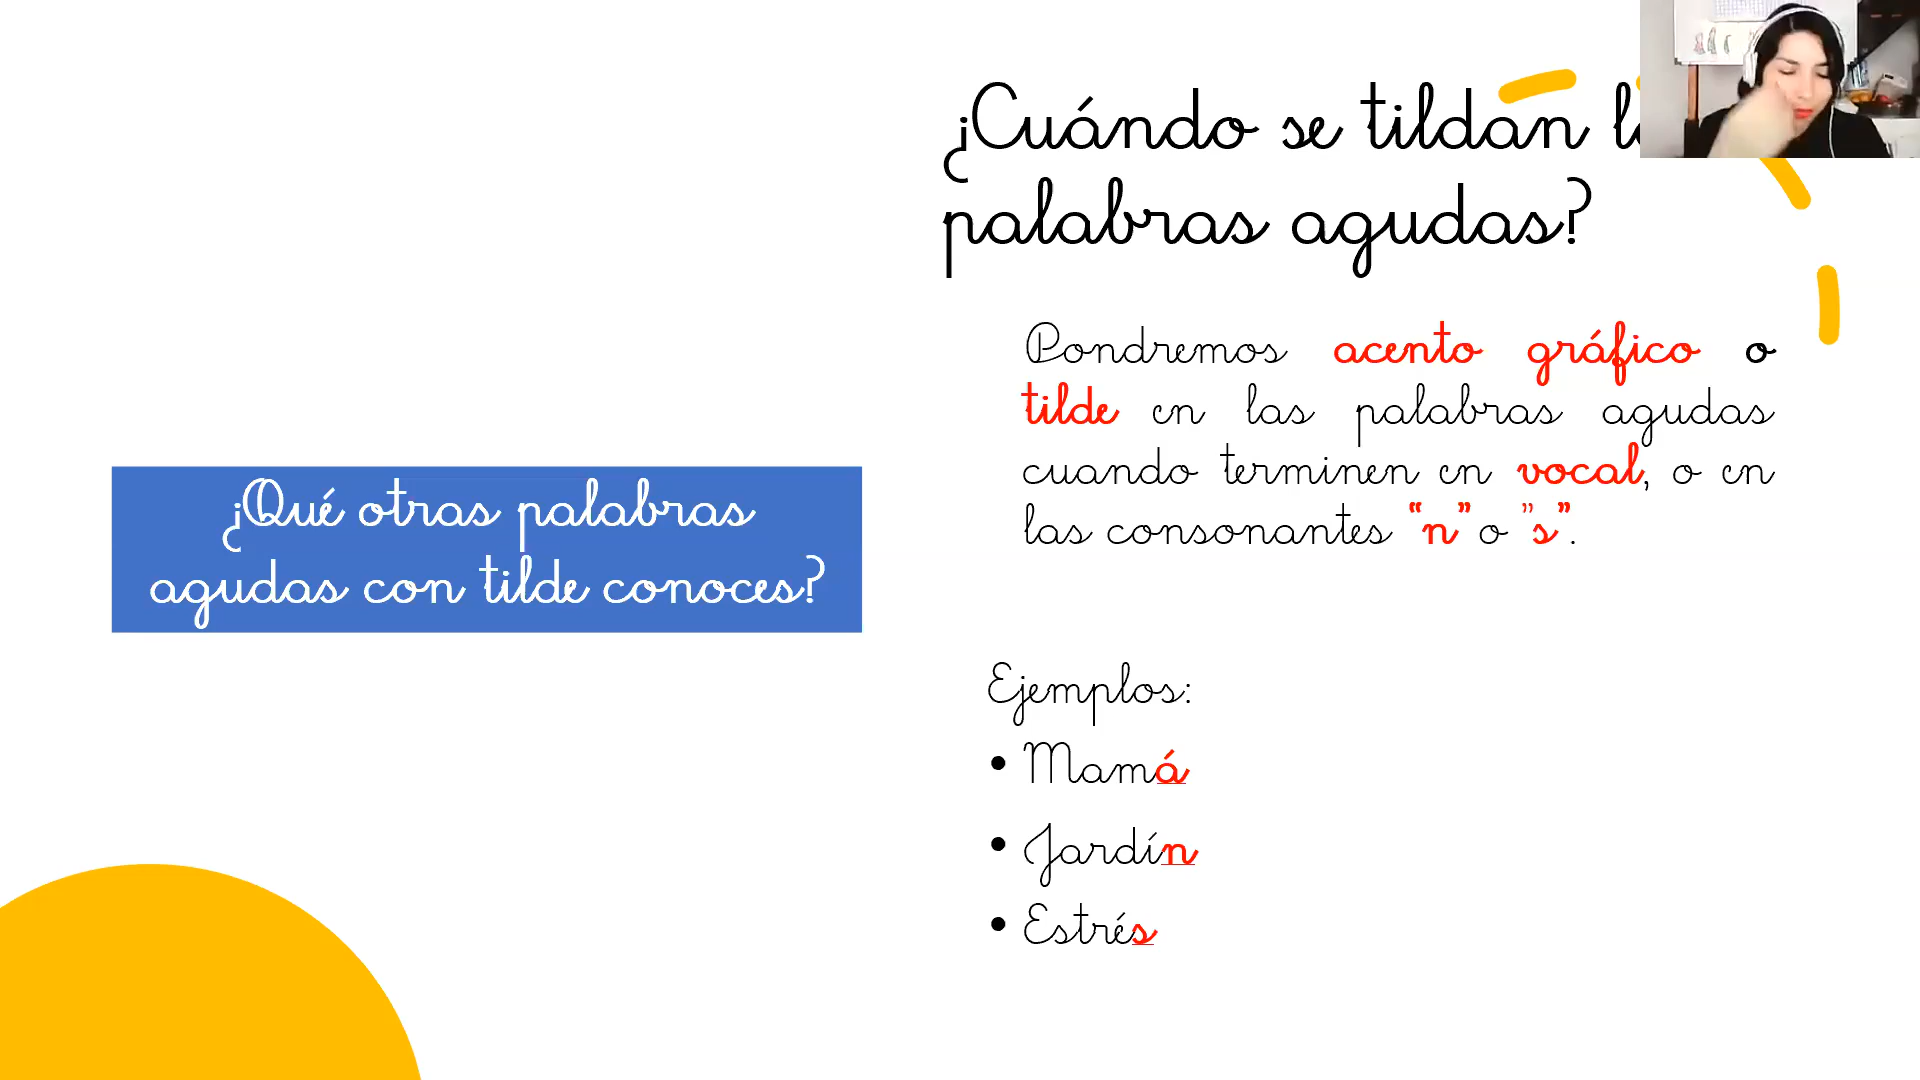 ¿Cuándo se tildan
palabras agudas?
Pondremos acento gráfico o
tilde en las palabras agudas
cuando terminen en vocal, o en
las consonantes “n” o ”s”.
¿Qué otras palabras
agudas con tilde conoces?
Ejemplos:
• Mamá
• Jardín
• Estrés